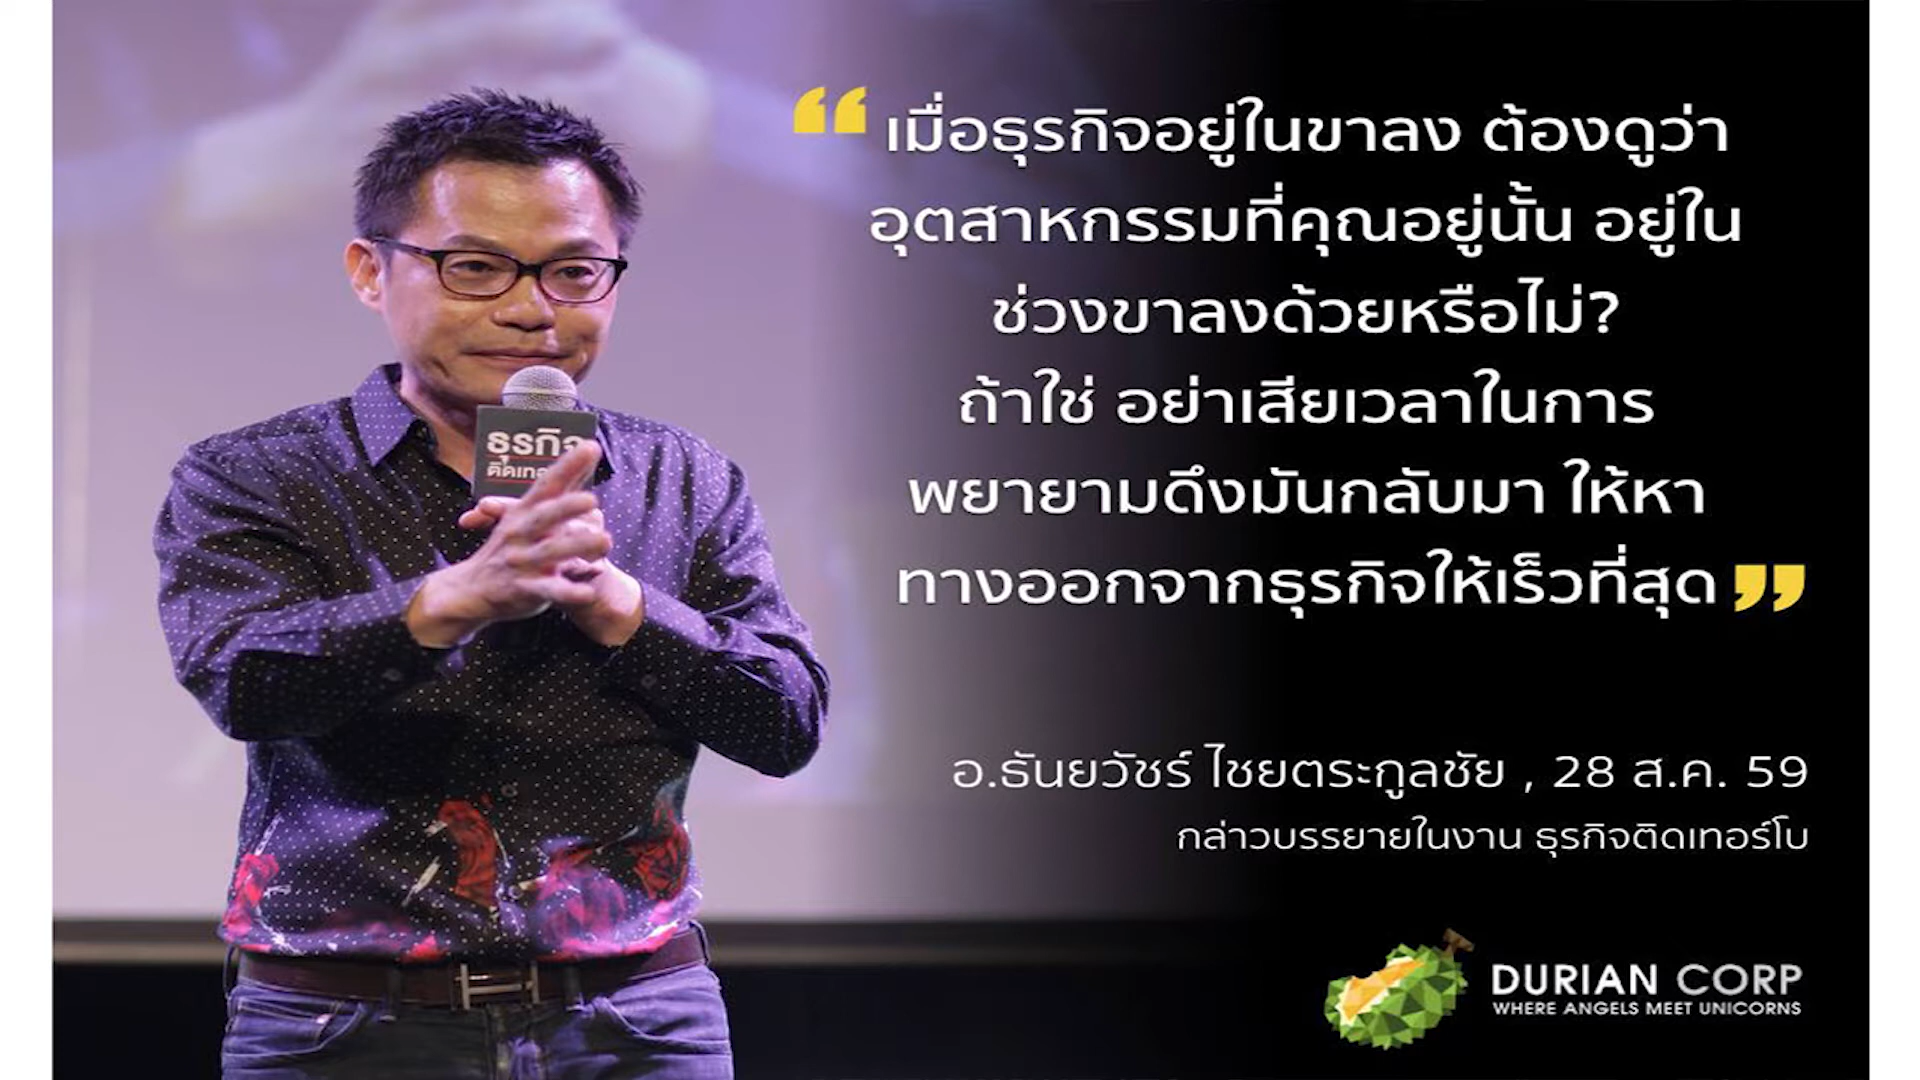 “ เมื่อธุรกิจอยู่ในขาลง ต้องดูว่า
อุตสาหกรรมที่คุณอยู่นั้น อยู่ใน
ช่วงขาลงด้วยหรือไม่?
ถ้าใช่ อย่าเสียเวลาในการ
พยายามดึงมันกลับมา ให้หา
ทางออกจากธุรกิจให้เร็วที่สุด ”
อ.ธันยวัชร์ ไชยตระกูลชัย , 28 ส.ค. 59
กล่าวบรรยายในงาน ธุรกิจติดเทอร์โบ
DURIAN CORP
WHERE ANGELS MEET UNICORNS
ธุรกิจ